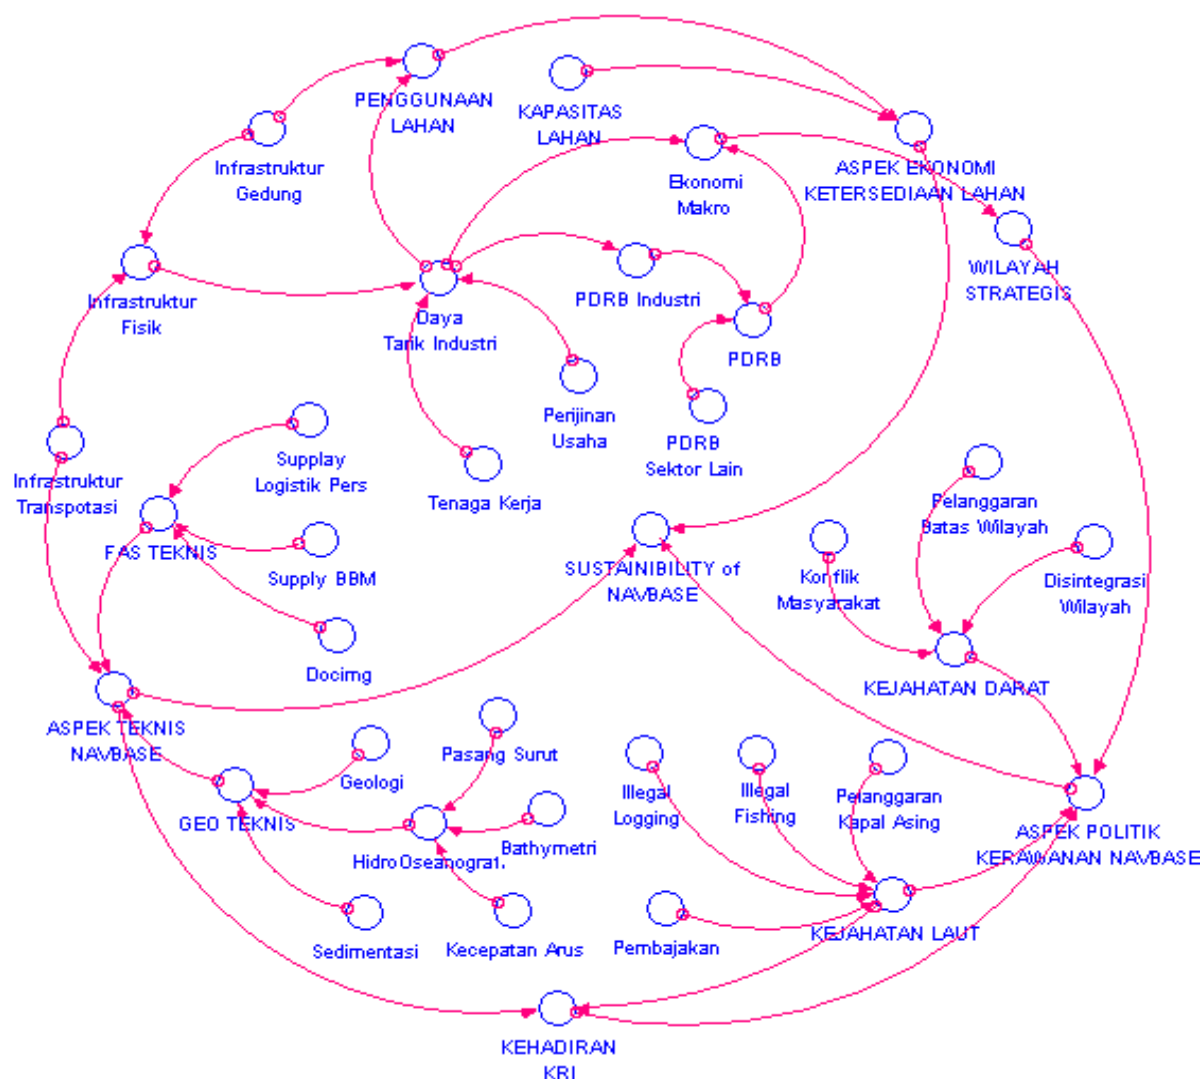 PENGGUNAAN
LAHAN
KAPASITAS
LAHAN
Infrastruktur
Gedung
Ekonomi
Makro
ASPEK EKONOMI
KETERSEDIAAN LAHAN
WILAYAH
STRATEGIS
Infrastruktur
Fisik
Daya
Tarik Industri
PDRB Industri
PDRB
Perijinan
Usaha
PDRB
Sektor Lain
Infrastruktur
Transpotasi
Supplay
Logistik Pers
Tenaga Kerja
Pelanggaran
Batas Wilayah
FAS TEKNIS
Supply BBM
SUSTAINIBILITY of
NAVBASE
Konflik
Masyarakat
Disintegrasi
Wilayah
Docirng
KEJAHATAN DARAT
ASPEK TEKNIS
NAVBASE
Geologi
Pasang Surut
GEO TEKNIS
HidroOseanograf.
Bathymetri
Illegal
Logging
Illegal
Fishing
Pelanggaran
Kapal Asing
ASPEK POLITIK
KERAWANAN NAVBASE
Sedimentasi
Kecepatan Arus
Pembajakan
KEJAHATAN LAUT
KEHADIRAN
KRI